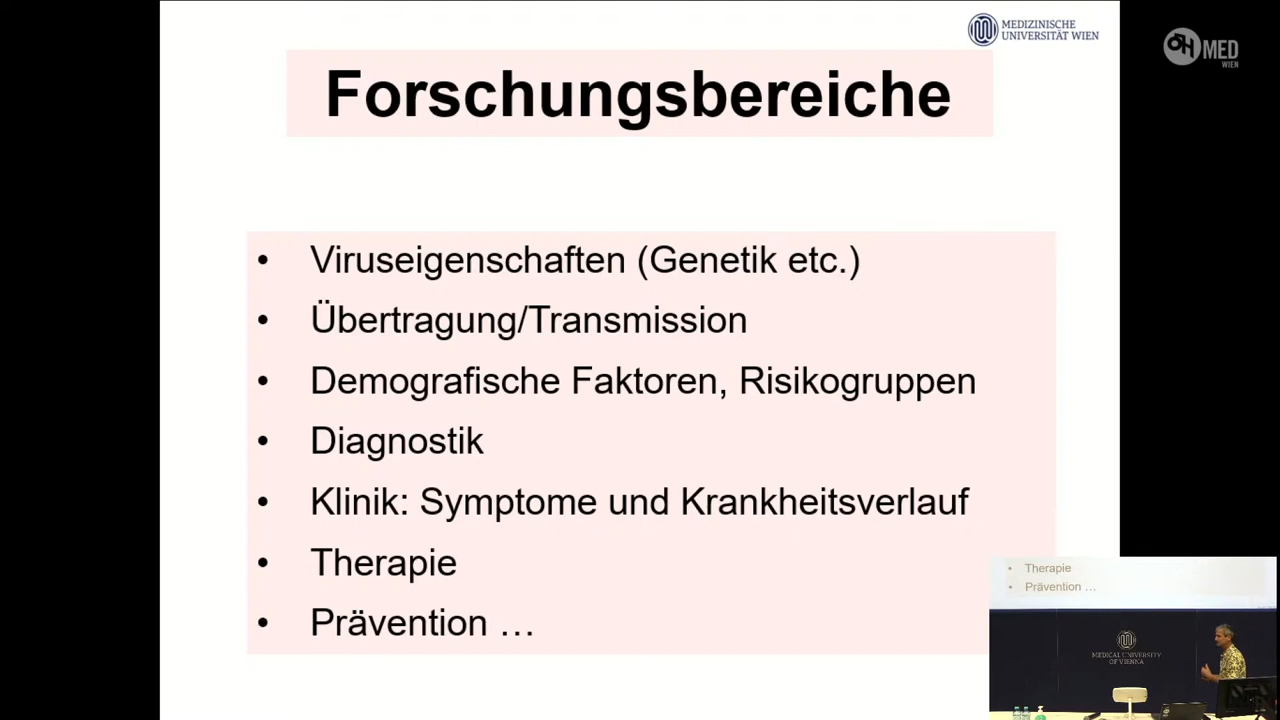 MEDIZINISCHE
UNIVERSITÄT WIEN
ÖH MED
WIEN
Forschungsbereiche
• Viruseigenschaften (Genetik etc.)
• Übertragung/Transmission
• Demografische Faktoren, Risikogruppen
• Diagnostik
• Klinik: Symptome und Krankheitsverlauf
• Therapie
• Prävention …
• Therapie
• Prävention …
MEDICAL UNIVERSITY
OF VIENNA